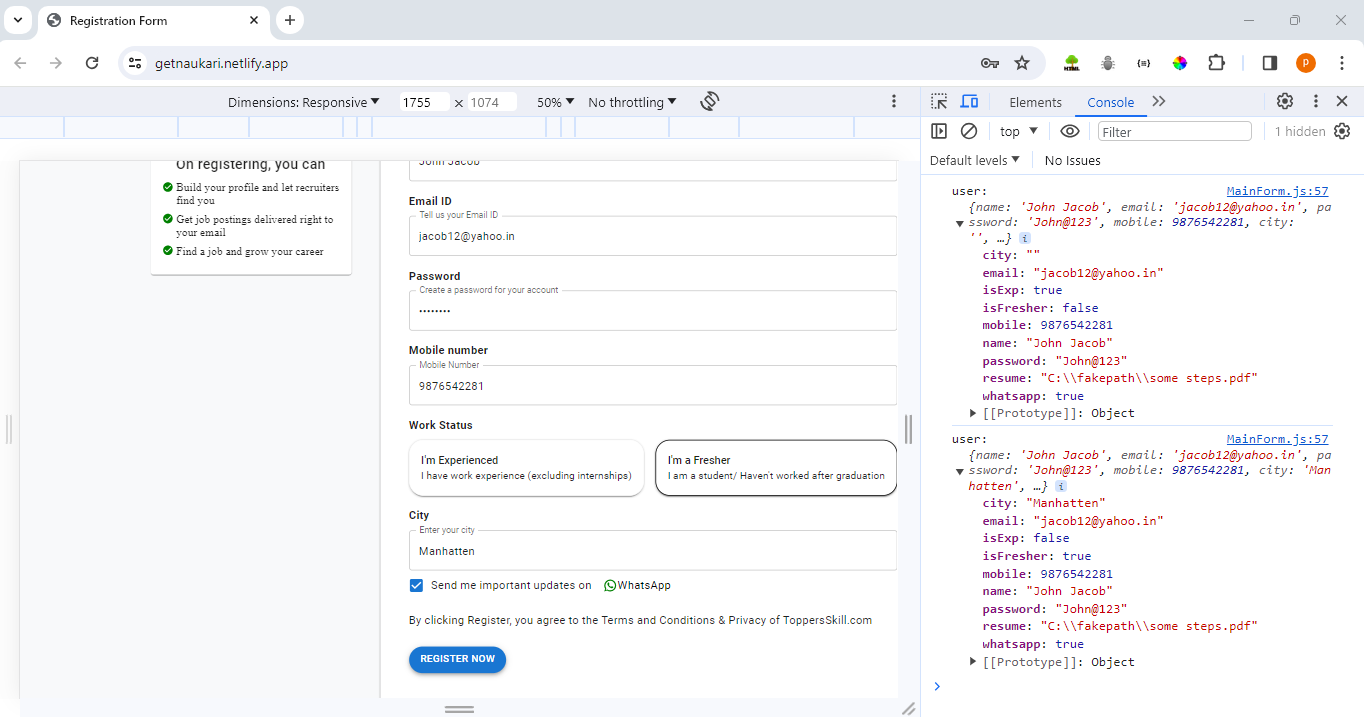 Registration Form
getnaukari.netlify.app
P
Dimensions: Responsive 1755 × 1074 50% No throttling
Elements Console
top Filter 1 hidden
Default levels No Issues
On registering, you can
Build your profile and let recruiters
find you
Get job postings delivered right to
your email
Find a job and grow your career
John Jacob
Email ID
Tell us your Email ID
jacob12@yahoo.in
Password
Create a password for your account
••••••••
Mobile number
Mobile Number
9876542281
Work Status
I'm Experienced
I have work experience (excluding internships)
I'm a Fresher
I am a student/ Haven't worked after graduation
City
Enter your city
Manhatten
Send me important updates on WhatsApp
By clicking Register, you agree to the Terms and Conditions & Privacy of ToppersSkill.com
REGISTER NOW
user: MainForm.js:57
{name: 'John Jacob', email: 'jacob12@yahoo.in', pa
ssword: 'John@123', mobile: 9876542281, city:
'', …}
city: ""
email: "jacob12@yahoo.in"
isExp: true
isFresher: false
mobile: 9876542281
name: "John Jacob"
password: "John@123"
resume: "C:\\fakepath\\some steps.pdf"
whatsapp: true
[[Prototype]]: Object
user: MainForm.js:57
{name: 'John Jacob', email: 'jacob12@yahoo.in', pa
ssword: 'John@123', mobile: 9876542281, city: 'Man
hatten', …}
city: "Manhatten"
email: "jacob12@yahoo.in"
isExp: false
isFresher: true
mobile: 9876542281
name: "John Jacob"
password: "John@123"
resume: "C:\\fakepath\\some steps.pdf"
whatsapp: true
[[Prototype]]: Object